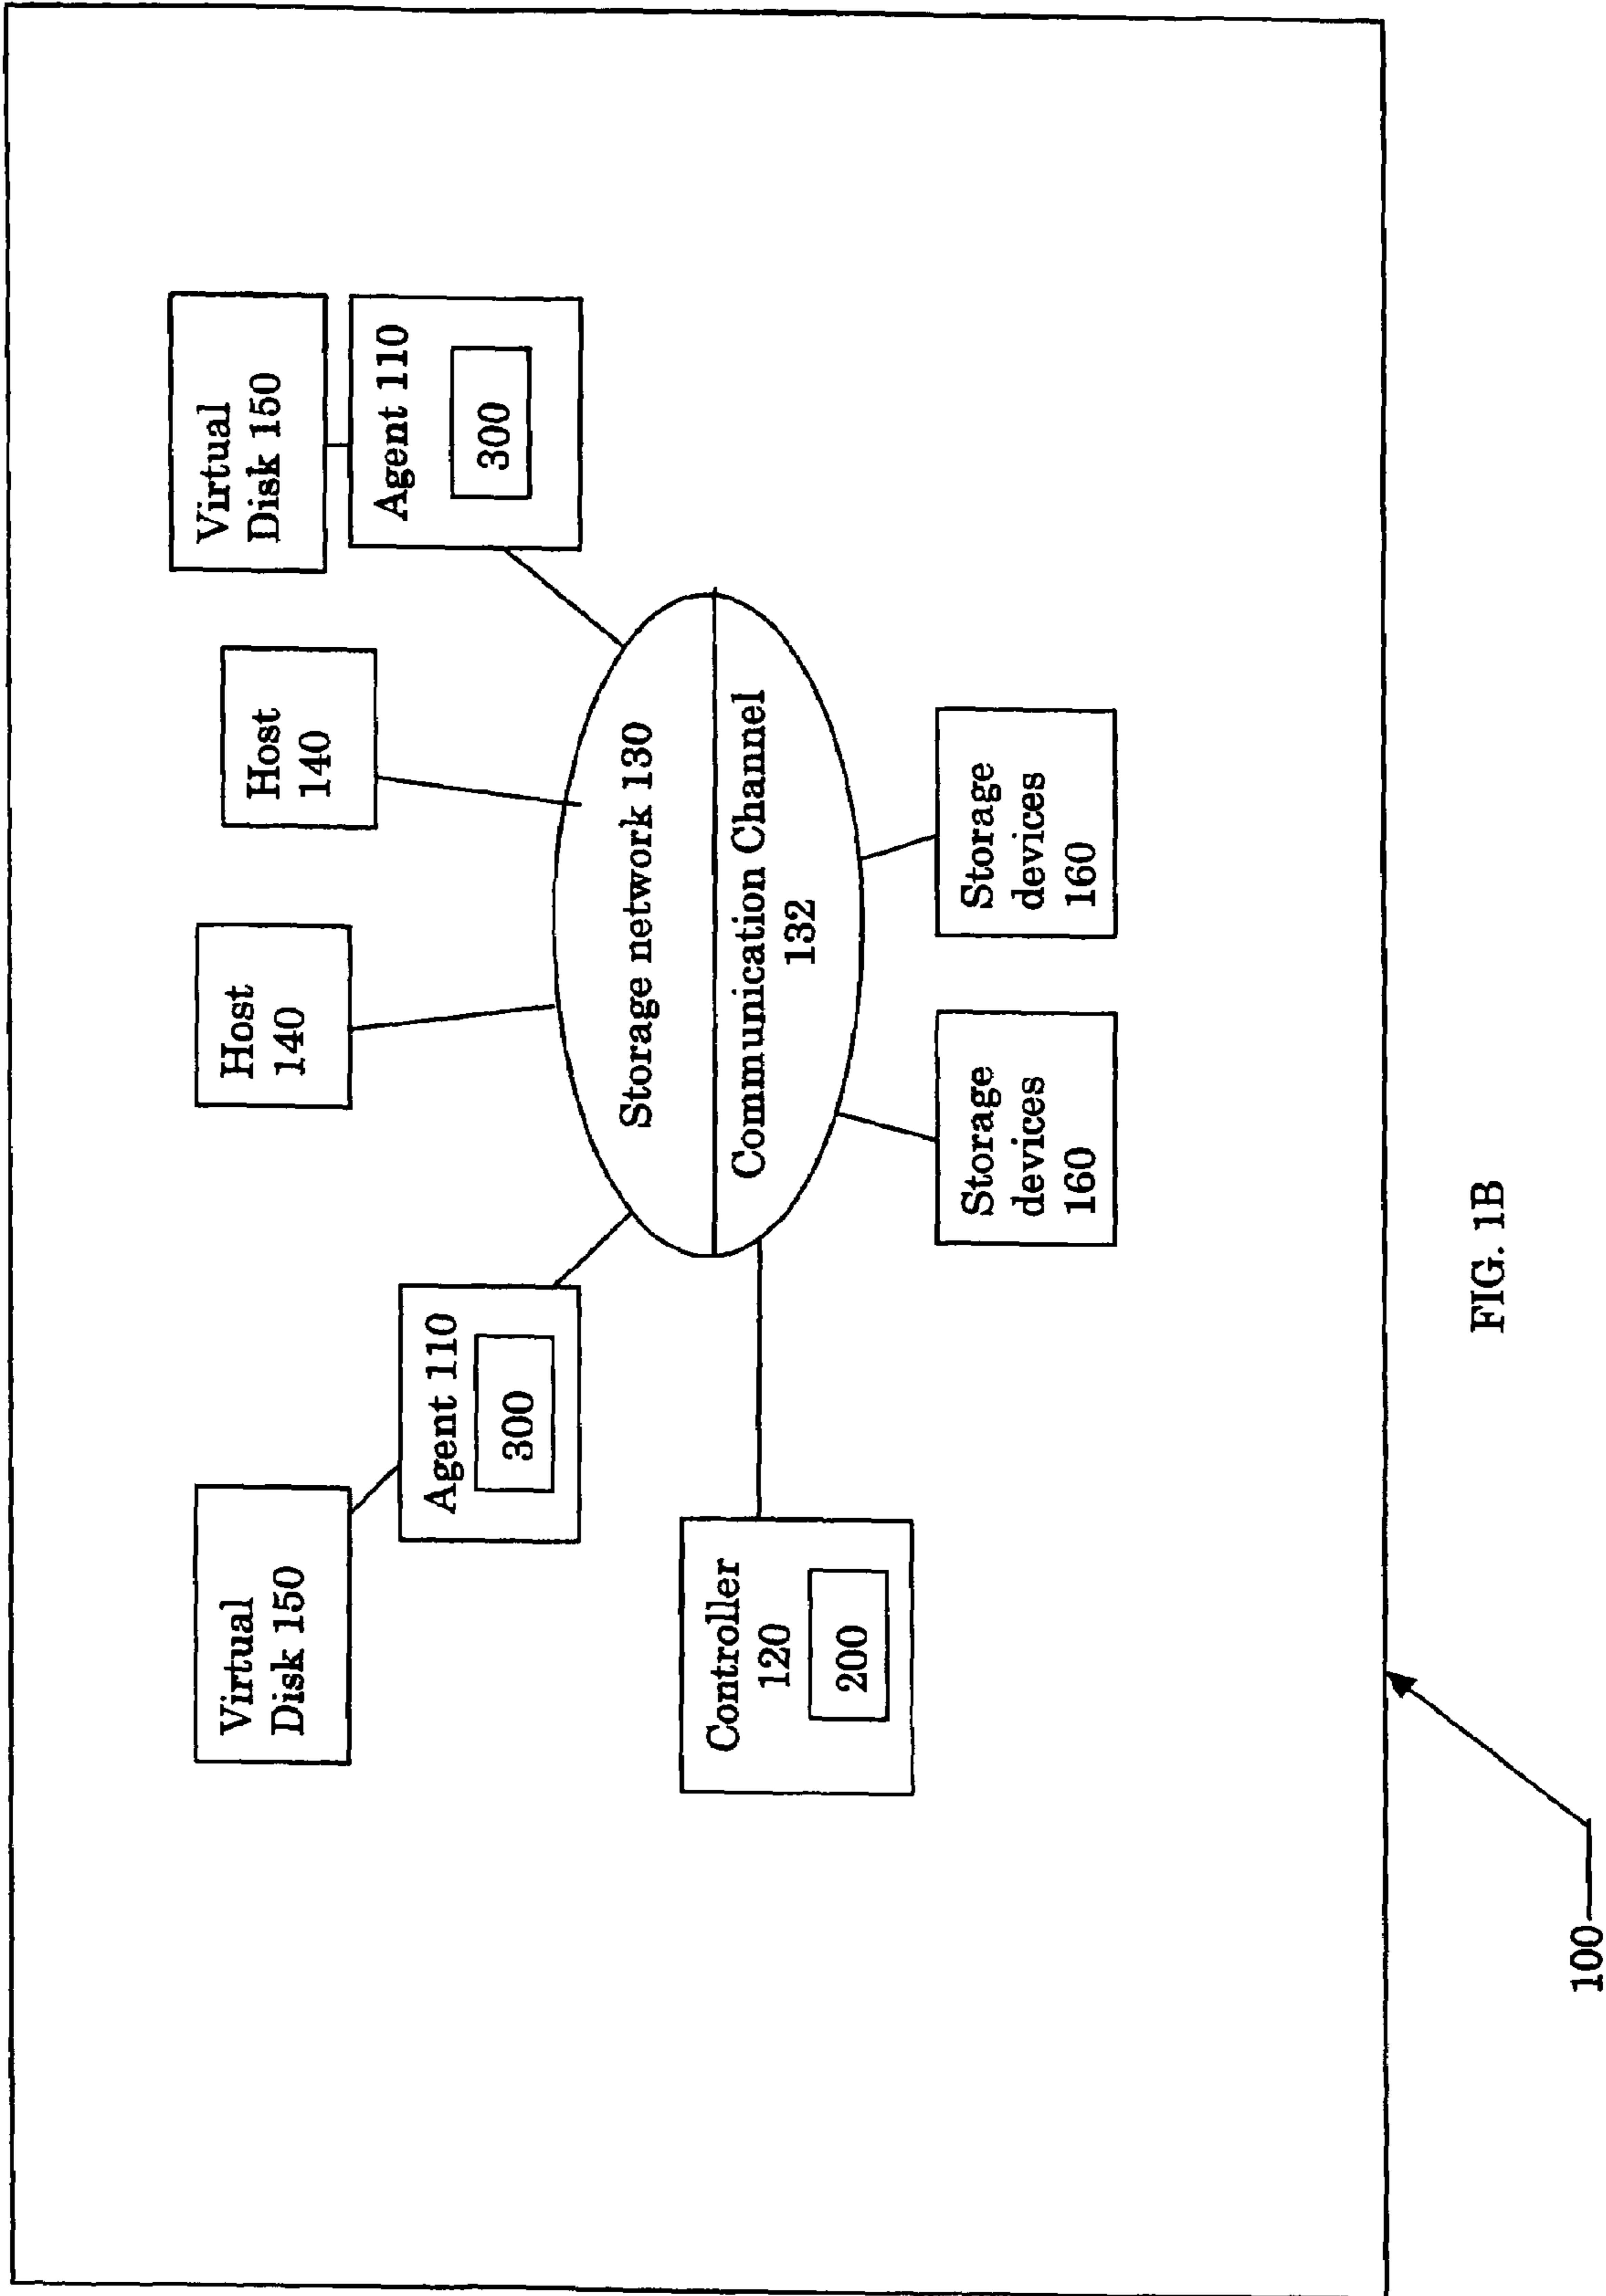 Virtual
Disk 150
Agent 110
300
Host
140
Host
140
Virtual
Disk 150
Agent 110
300
Storage network 130
Communication Channel
132
Controller
120
200
Storage
devices
160
Storage
devices
160
100
FIG. 1B